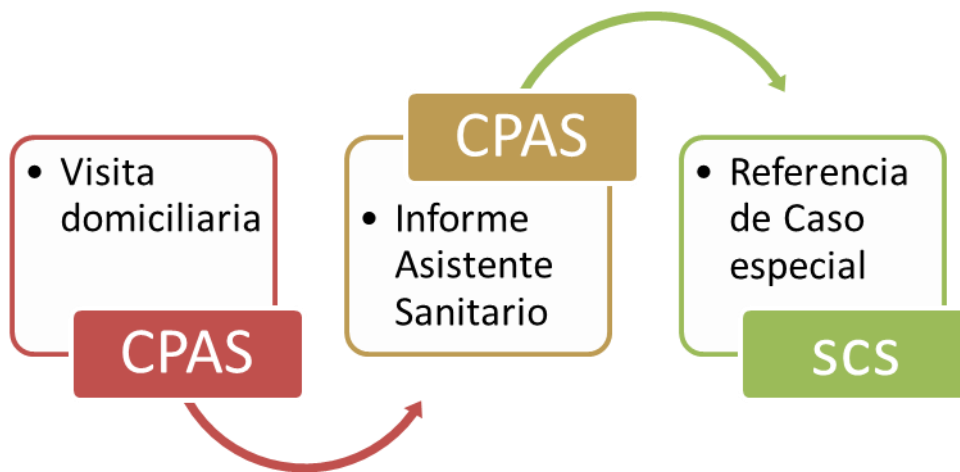 • Visita
domiciliaria
CPAS
CPAS
• Informe
Asistente
Sanitario
• Referencia
de Caso
especial
SCS